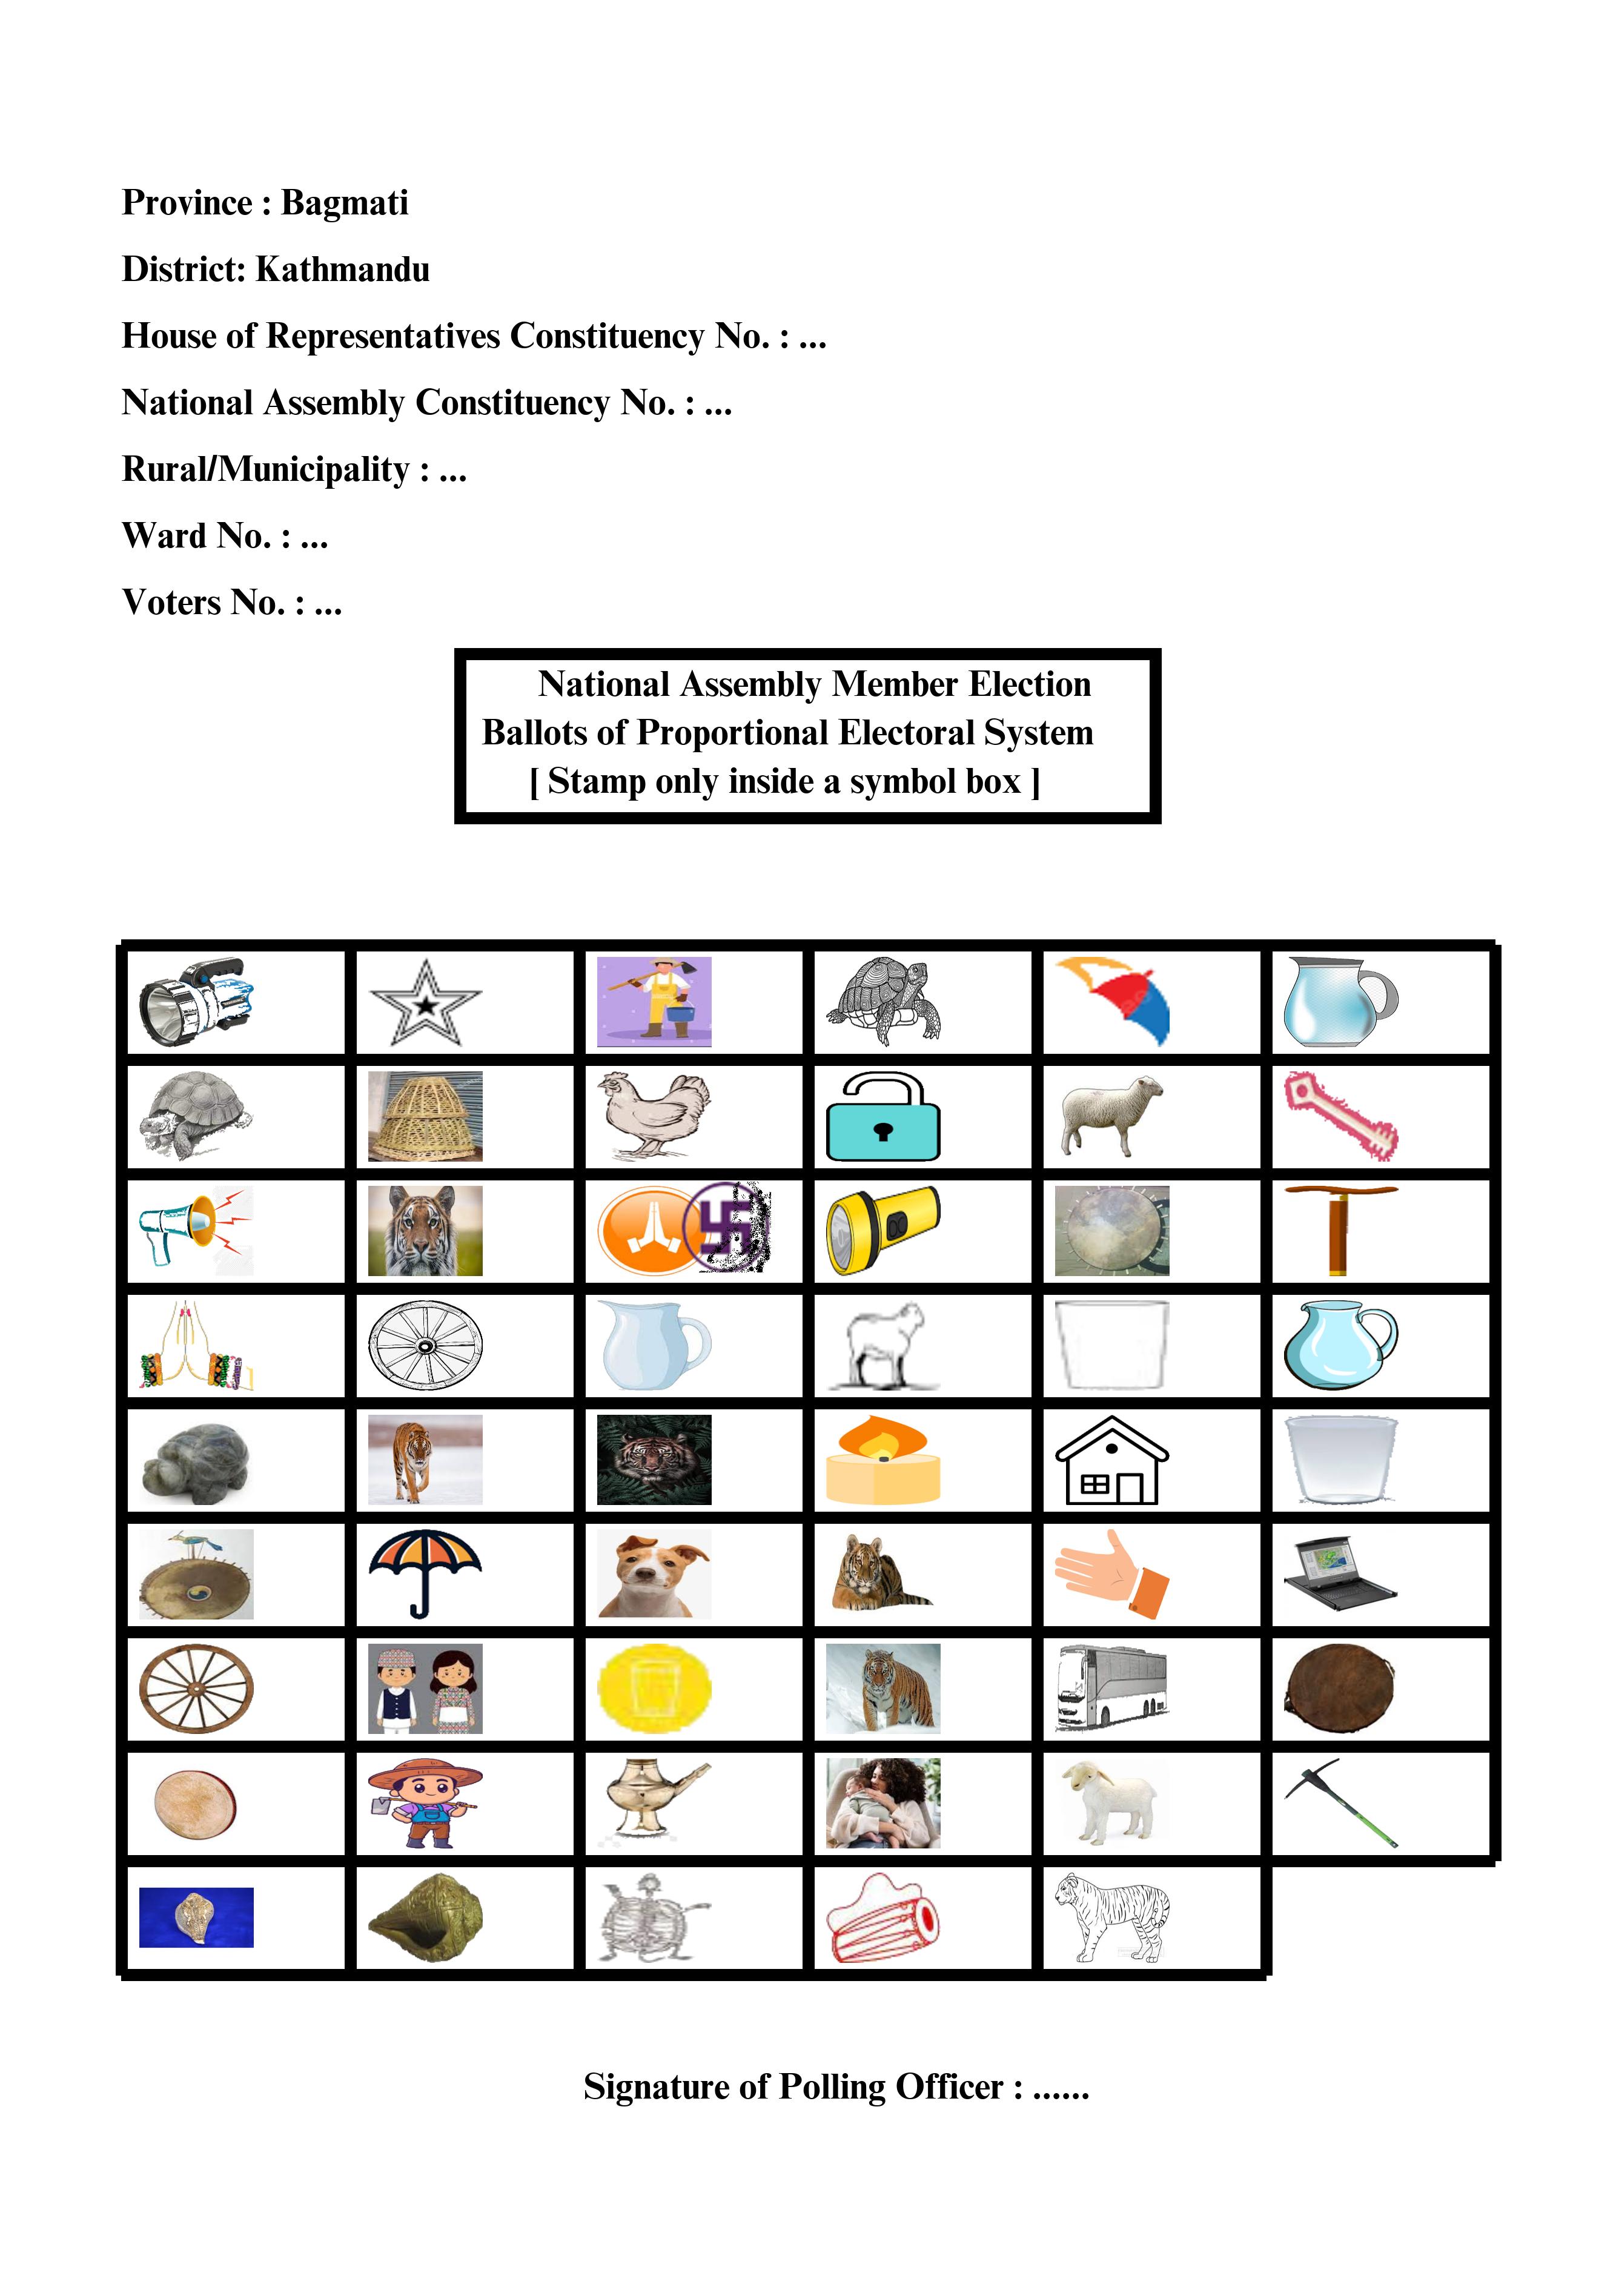 Province : Bagmati
District: Kathmandu
House of Representatives Constituency No. : ...
National Assembly Constituency No. : ...
Rural/Municipality : ...
Ward No. : ...
Voters No. : ...
National Assembly Member Election
Ballots of Proportional Electoral System
[ Stamp only inside a symbol box ]
Signature of Polling Officer : ......